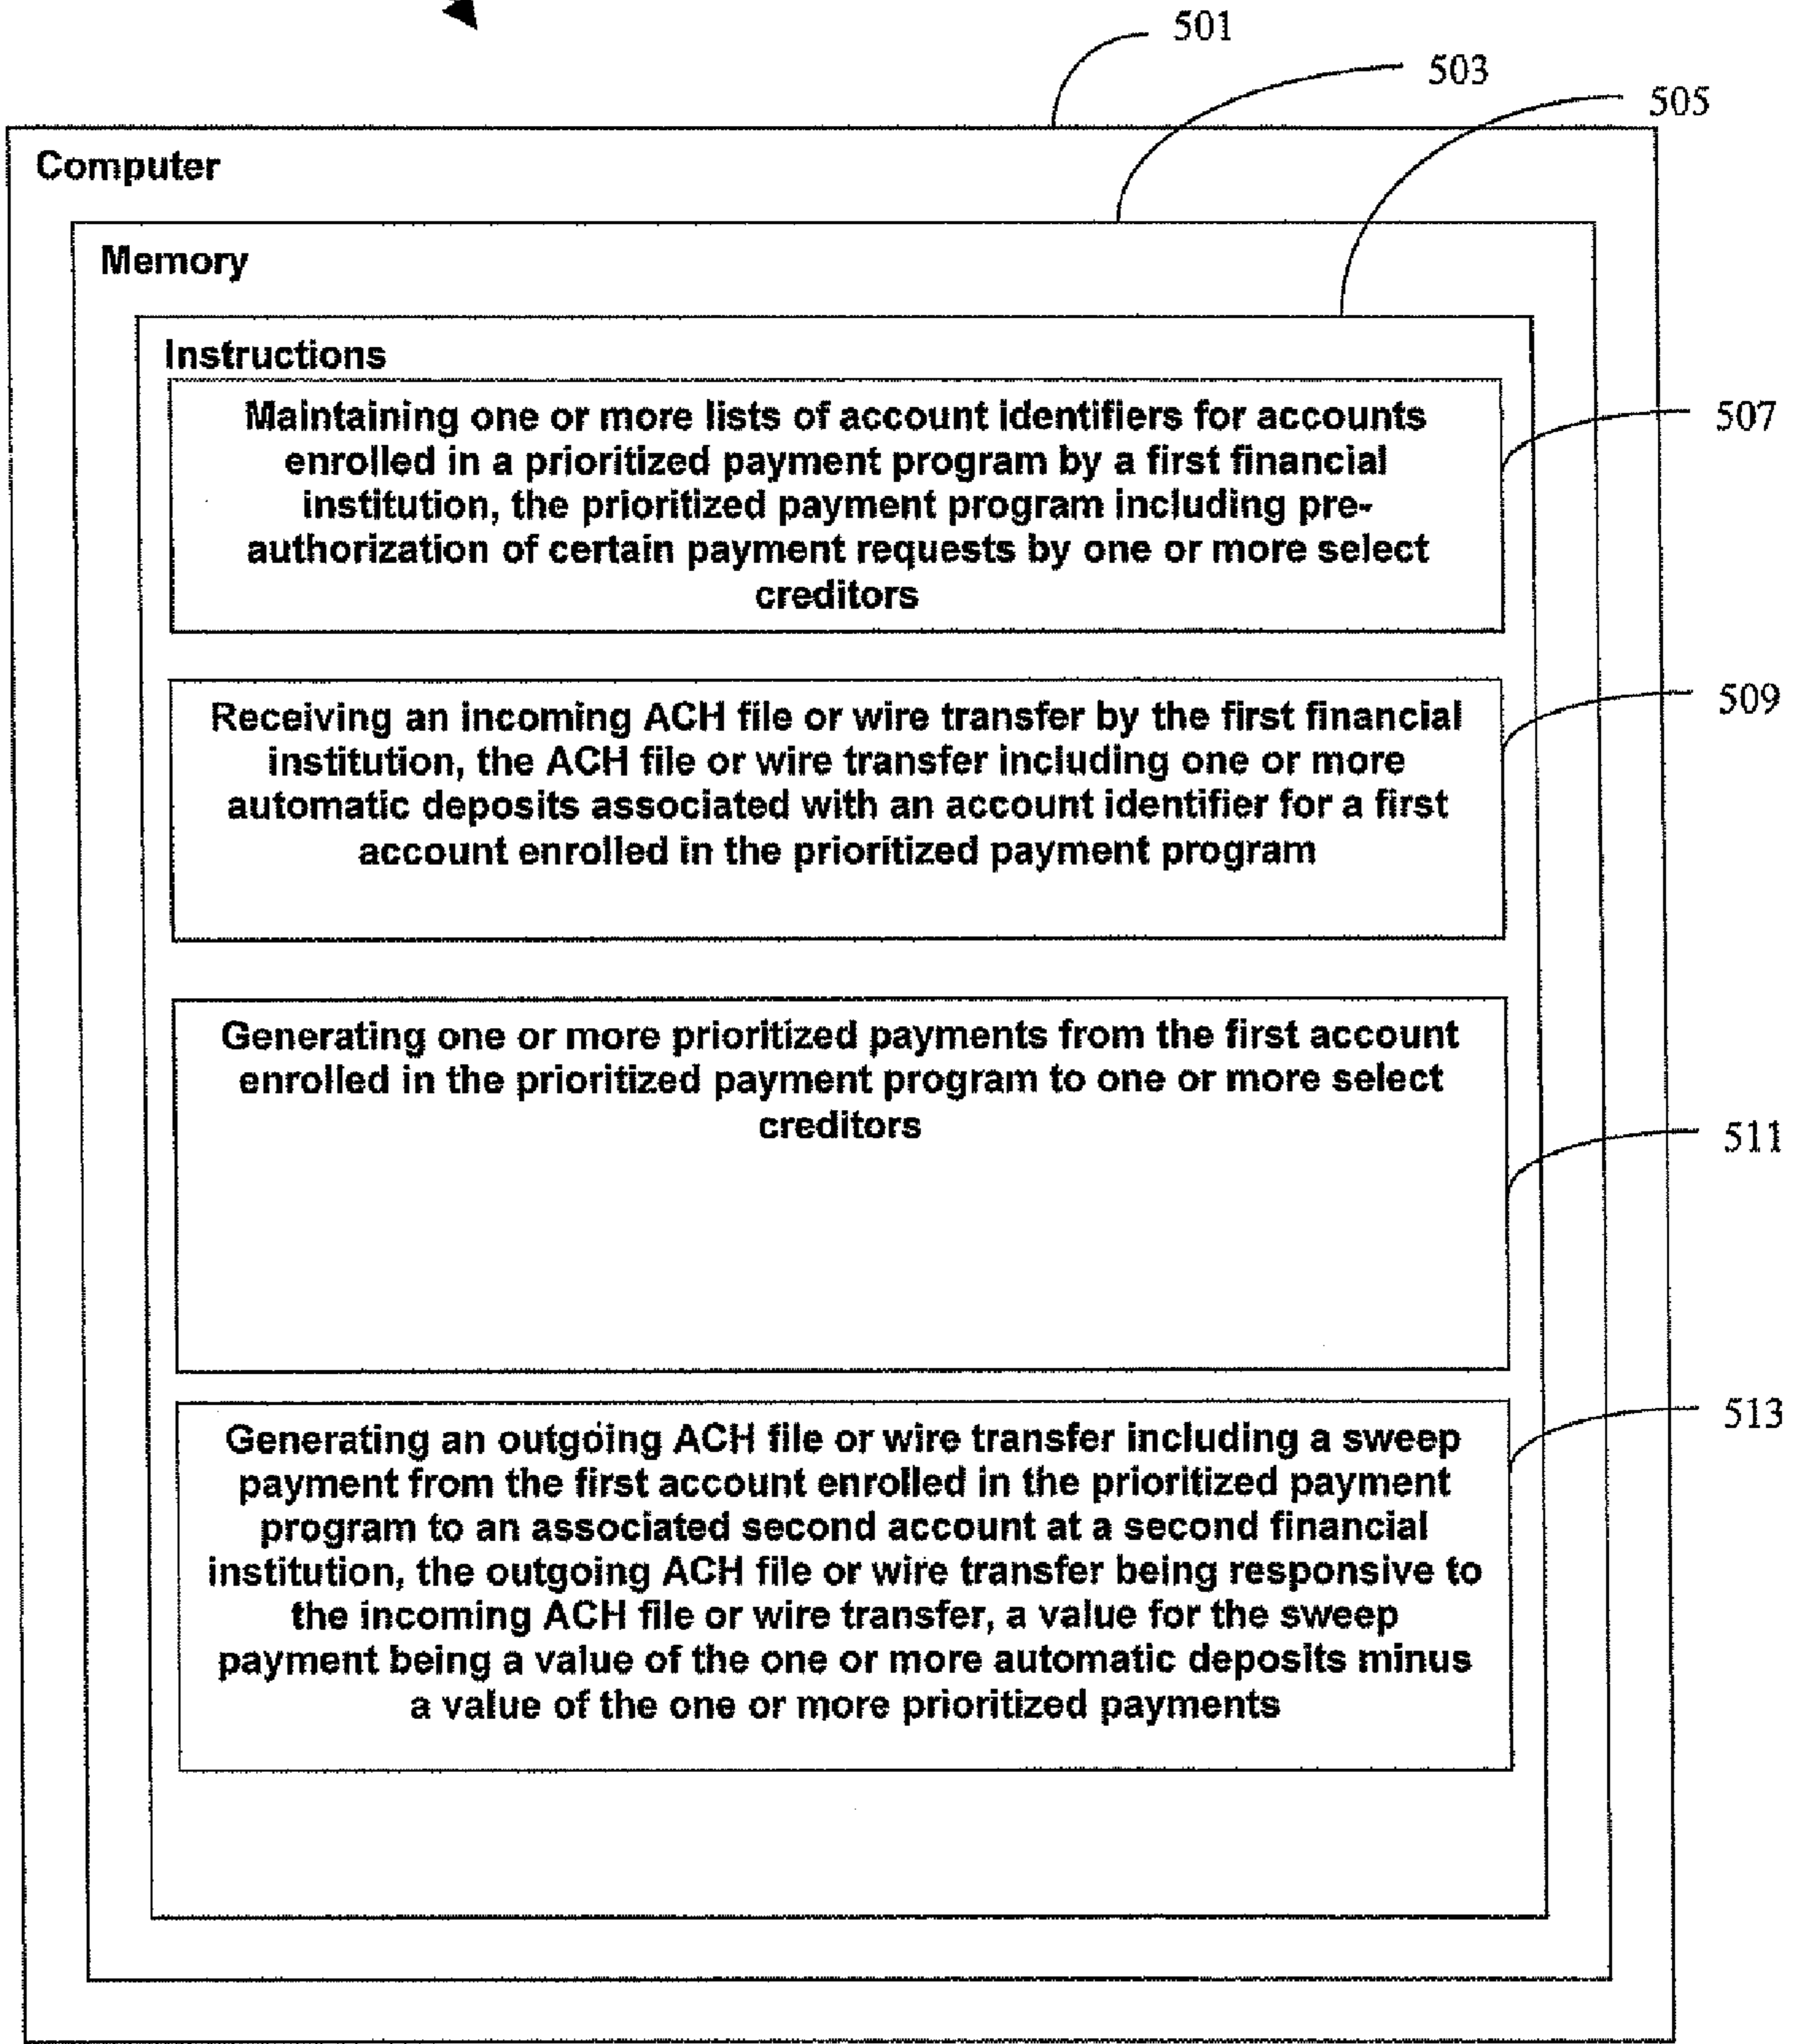 501
503
505
Computer
Memory
Instructions
Maintaining one or more lists of account identifiers for accounts
enrolled in a prioritized payment program by a first financial
institution, the prioritized payment program including pre-
authorization of certain payment requests by one or more select
creditors
507
Receiving an incoming ACH file or wire transfer by the first financial
institution, the ACH file or wire transfer including one or more
automatic deposits associated with an account identifier for a first
account enrolled in the prioritized payment program
509
Generating one or more prioritized payments from the first account
enrolled in the prioritized payment program to one or more select
creditors
511
Generating an outgoing ACH file or wire transfer including a sweep
payment from the first account enrolled in the prioritized payment
program to an associated second account at a second financial
institution, the outgoing ACH file or wire transfer being responsive to
the incoming ACH file or wire transfer, a value for the sweep
payment being a value of the one or more automatic deposits minus
a value of the one or more prioritized payments
513